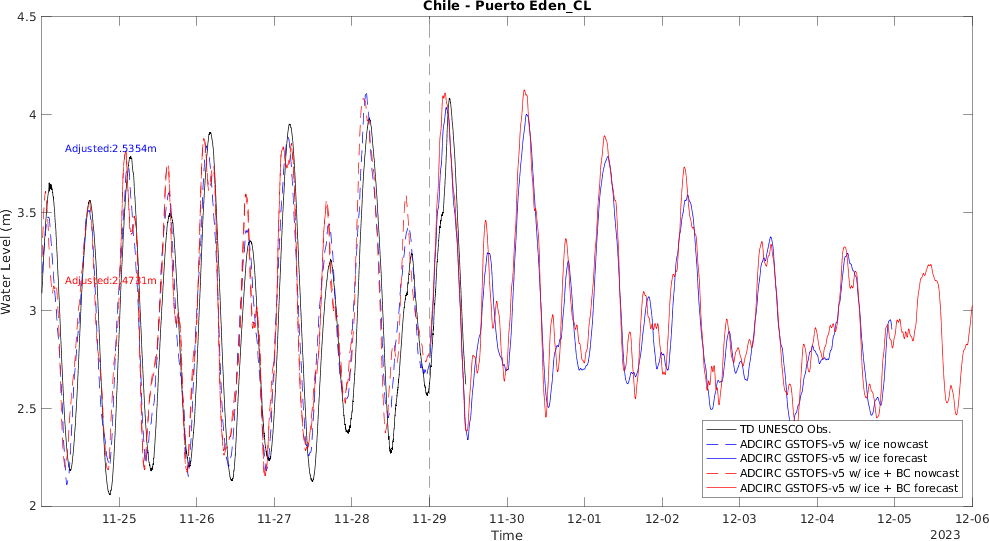 Chile - Puerto Eden_CL
4.5
4
3.5
3
2.5
2
Water Level (m)
Adjusted:2.5354m
Adjusted:2.4731m
TD UNESCO Obs.
ADCIRC GSTOFS-v5 w/ ice nowcast
ADCIRC GSTOFS-v5 w/ ice forecast
ADCIRC GSTOFS-v5 w/ ice + BC nowcast
ADCIRC GSTOFS-v5 w/ ice + BC forecast
11-25 11-26 11-27 11-28 11-29 11-30 12-01 12-02 12-03 12-04 12-05 12-06
Time
2023